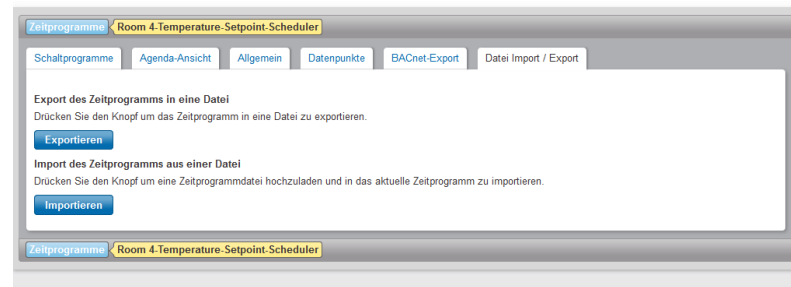 Zeitprogramme Room 4-Temperature-Setpoint-Scheduler
Schaltprogramme Agenda-Ansicht Allgemein Datenpunkte BACnet-Export Datei Import / Export
Export des Zeitprogramms in eine Datei
Drücken Sie den Knopf um das Zeitprogramm in eine Datei zu exportieren.
Exportieren
Import des Zeitprogramms aus einer Datei
Drücken Sie den Knopf um eine Zeitprogrammdatei hochzuladen und in das aktuelle Zeitprogramm zu importieren.
Importieren
Zeitprogramme Room 4-Temperature-Setpoint-Scheduler